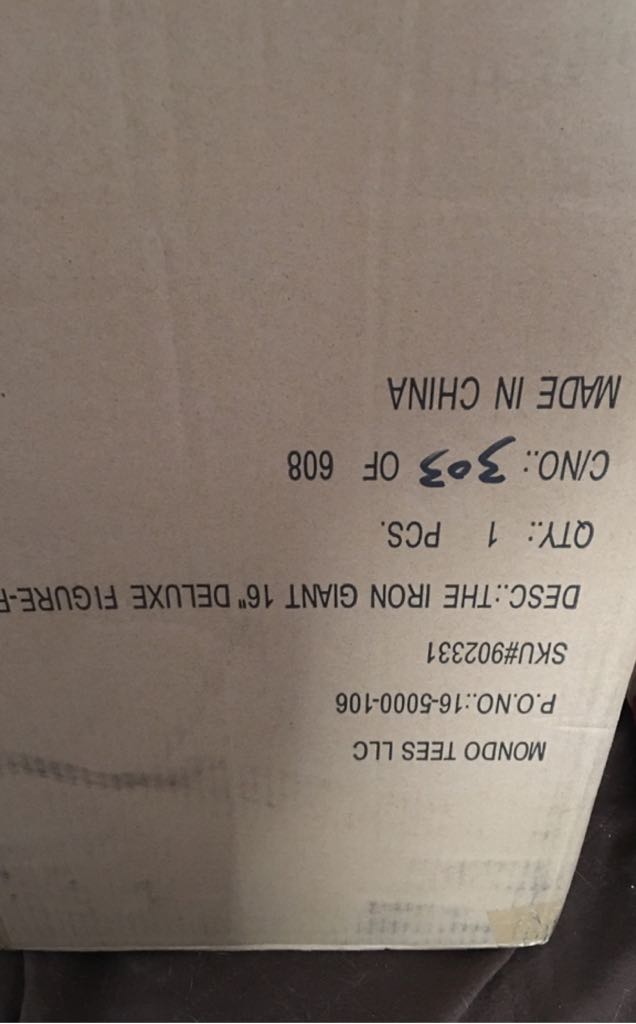 MONDO TEES LLC
P.O.NO.:16-5000-106
SKU#902331
DESC.:THE IRON GIANT 16" DELUXE FIGURE-
QTY.: 1 PCS.
C/NO.: 303 OF 608
MADE IN CHINA